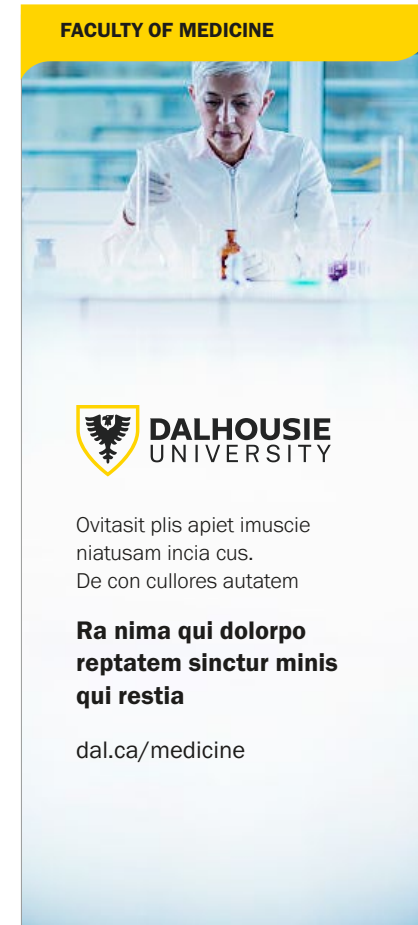 FACULTY OF MEDICINE
DALHOUSIE
UNIVERSITY
Ovitasit plis apiet imuscie
niatusam incia cus.
De con cullores autatem
Ra nima qui dolorpo
reptatem sinctur minis
qui restia
dal.ca/medicine